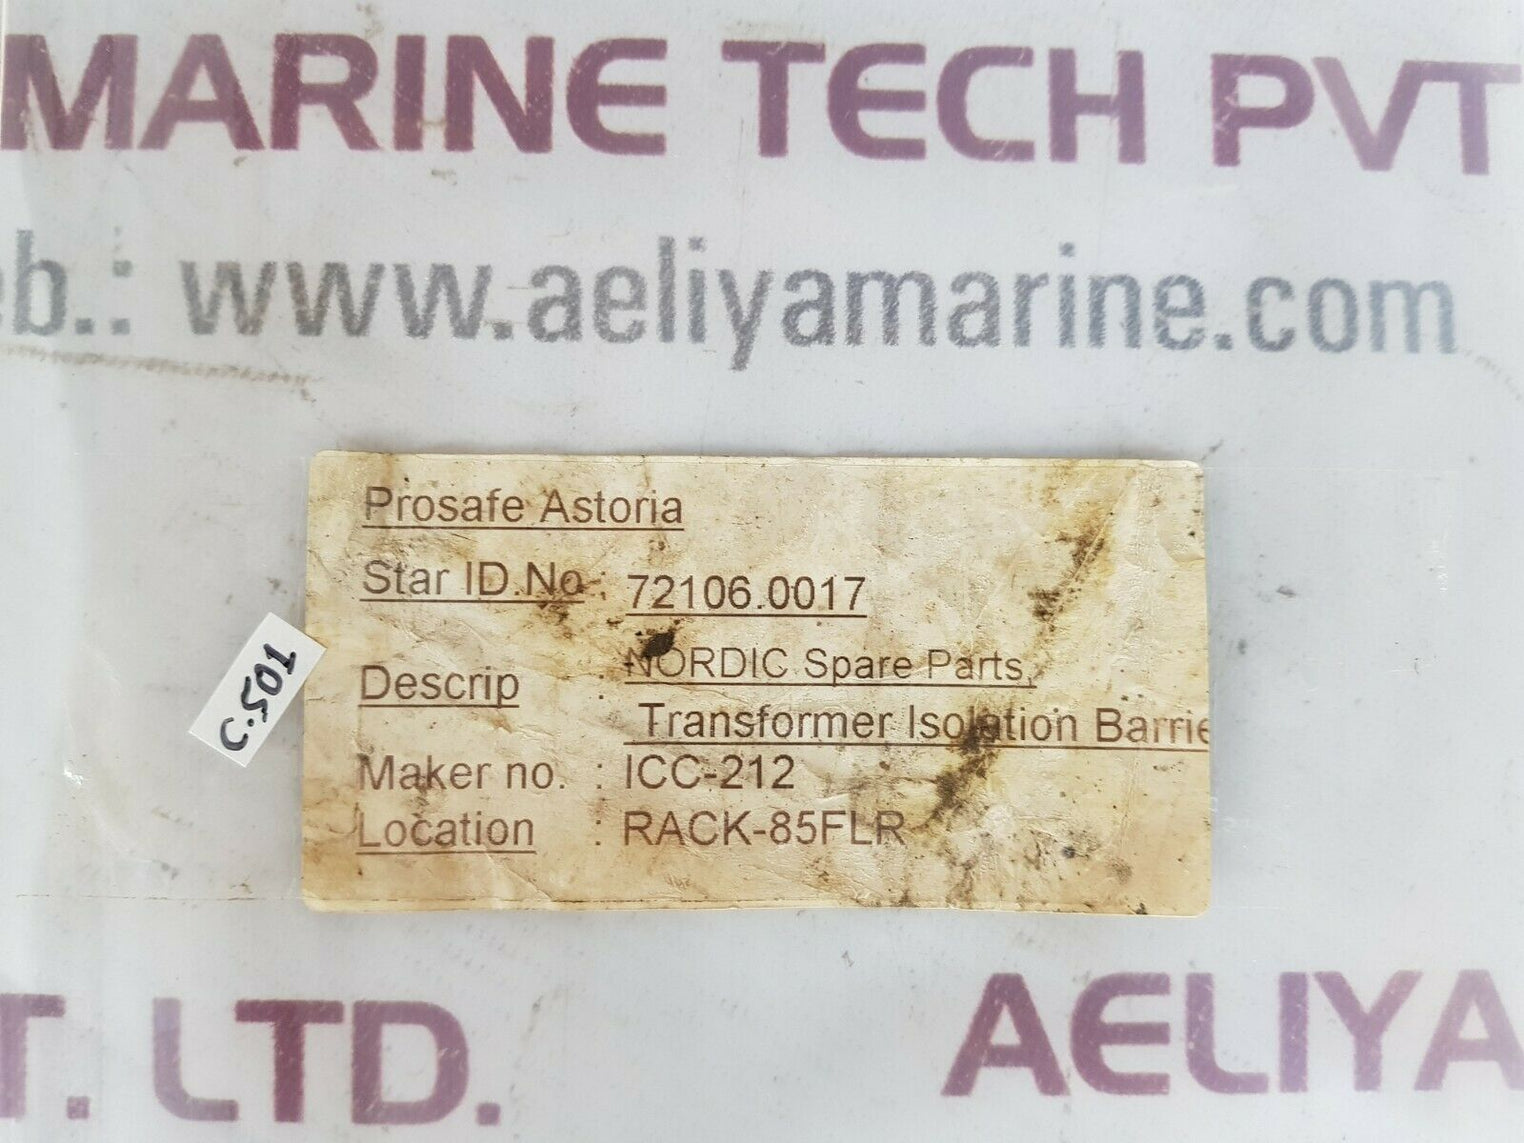 MARINE TECH PVT
eb.: www.aeliyamarine.com
Prosafe Astoria
Star ID.No : 72106.0017
Descrip : NORDIC Spare Parts,
Transformer Isolation Barrie
Maker no. : ICC-212
Location : RACK-85FLR
C.501
T. LTD. AELIYA